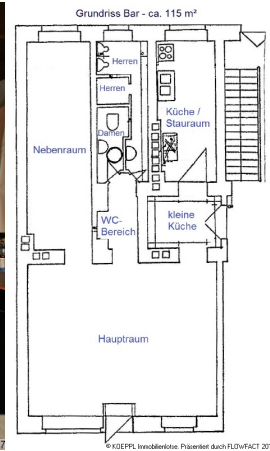 Grundriss Bar - ca. 115 m²
Herren
Herren
Küche /
Stauraum
Damen
Nebenraum
WC-
Bereich
kleine
Küche
Hauptraum
© KOEPPL Immobilienlotse. Präsentiert durch FLOWFACT 201